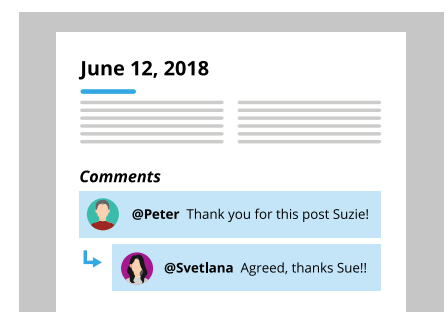 June 12, 2018
Comments
@Peter Thank you for this post Suzie!
@Svetlana Agreed, thanks Sue!!